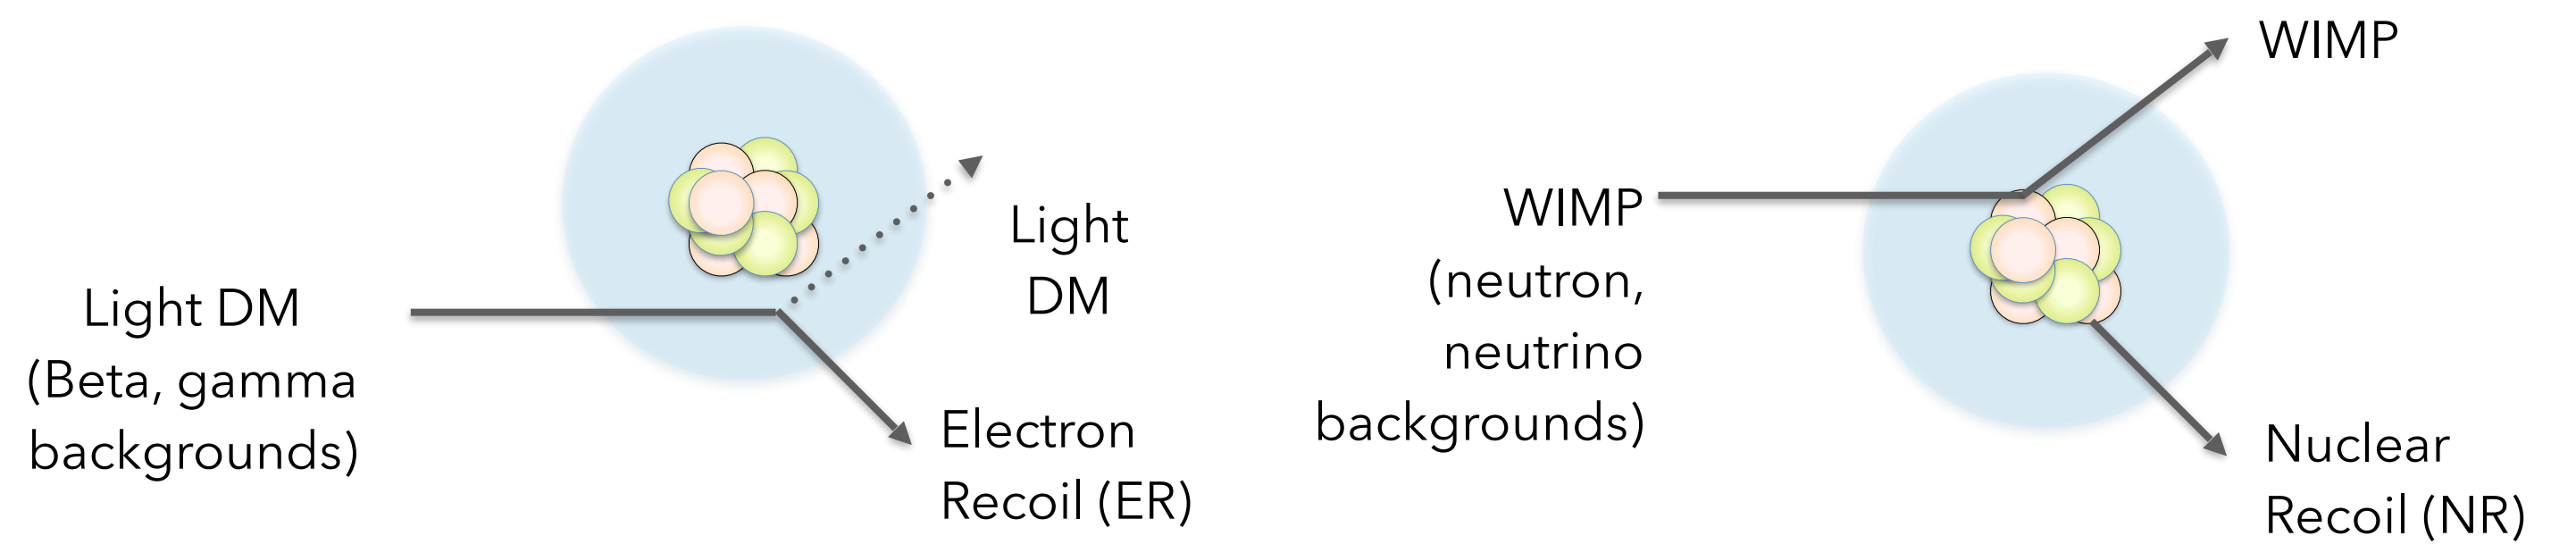 Light DM
(Beta, gamma
backgrounds)
Light
DM
Electron
Recoil (ER)
WIMP
(neutron,
neutrino
backgrounds)
WIMP
Nuclear
Recoil (NR)